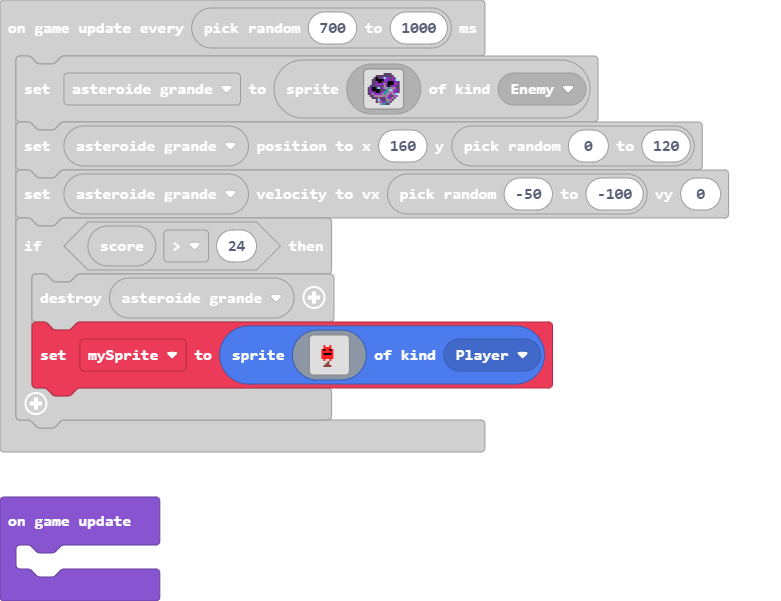 on game update every pick random 700 to 1000 ms
set asteroide grande to sprite of kind Enemy
set asteroide grande position to x 160 y pick random 0 to 120
set asteroide grande velocity to vx pick random -50 to -100 vy 0
if score > 24 then
destroy asteroide grande
set mySprite to sprite of kind Player
on game update